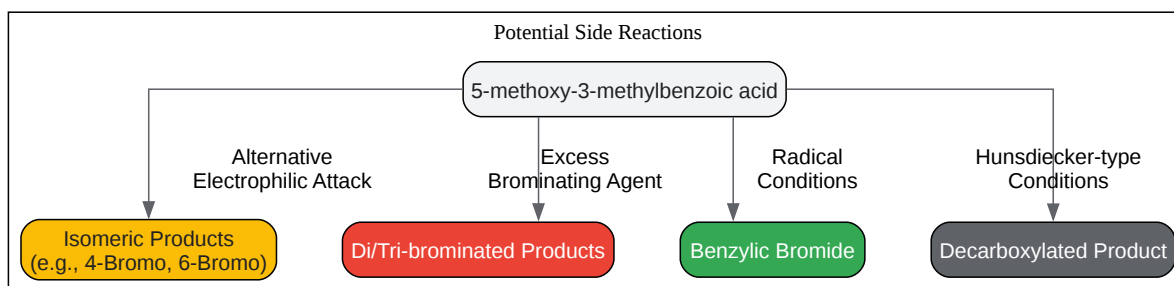 Potential Side Reactions
5-methoxy-3-methylbenzoic acid
Alternative
Electrophilic Attack
Excess
Brominating Agent
Radical
Conditions
Hunsdiecker-type
Conditions
Isomeric Products
(e.g., 4-Bromo, 6-Bromo)
Di/Tri-brominated Products
Benzylic Bromide
Decarboxylated Product